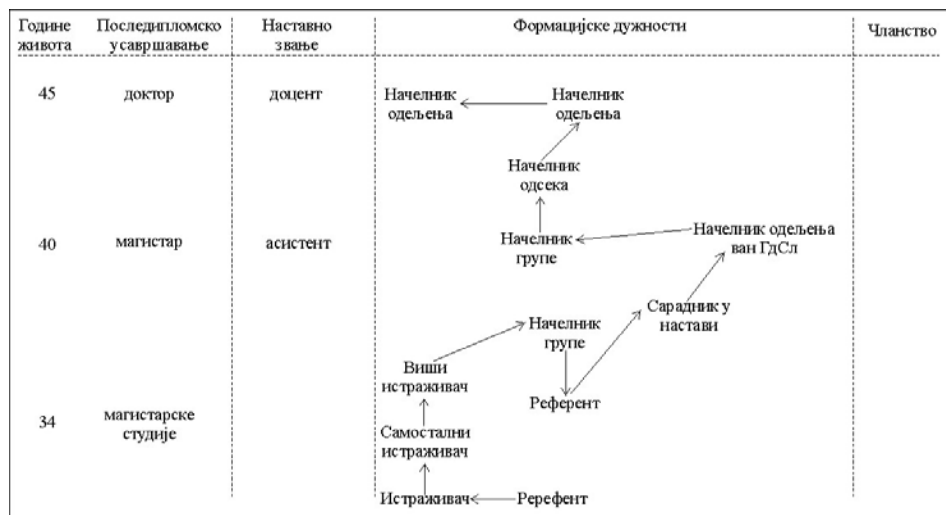 Године живота
Последипломско усавршавање
Наставно звање
Формацијске дужности
Чланство
45
доктор
доцент
Начелник одељења
Начелник одељења
Начелник одсека
40
магистар
асистент
Начелник групе
Начелник одељења ван ГдСл
Сарадник у настави
Начелник групе
Виши истраживач
Референт
34
магистарске студије
Самостални истраживач
Истраживач
Ререфент